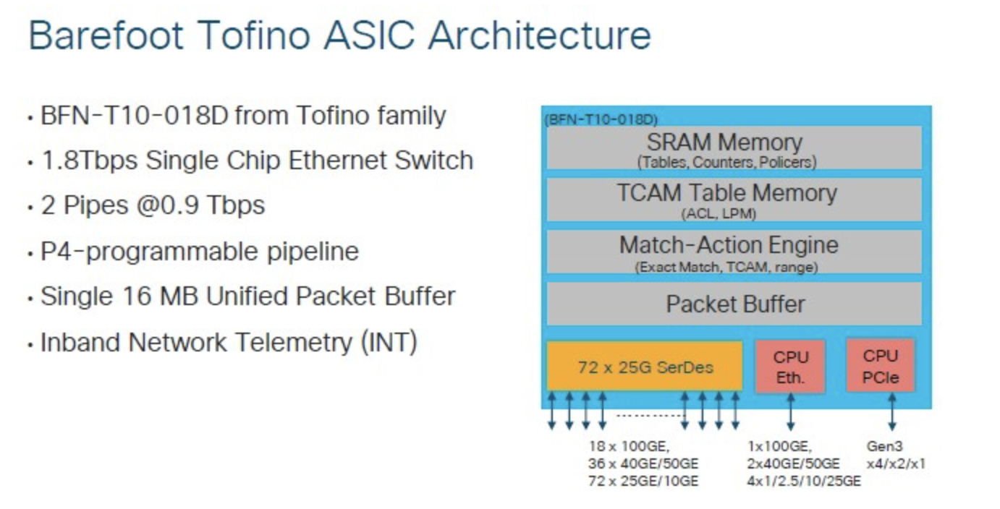 Barefoot Tofino ASIC Architecture
· BFN-T10-018D from Tofino family
· 1.8Tbps Single Chip Ethernet Switch
· 2 Pipes @0.9 Tbps
· P4-programmable pipeline
· Single 16 MB Unified Packet Buffer
· Inband Network Telemetry (INT)
(BFN-T10-018D)
SRAM Memory
(Tables, Counters, Policers)
TCAM Table Memory
(ACL, LPM)
Match-Action Engine
(Exact Match, TCAM, range)
Packet Buffer
72 x 25G SerDes
CPU
Eth.
CPU
PCIe
18 x 100GE,
36 x 40GE/50GE
72 x 25GE/10GE
1x100GE,
2x40GE/50GE
4x1/2.5/10/25GE
Gen3
x4/x2/x1